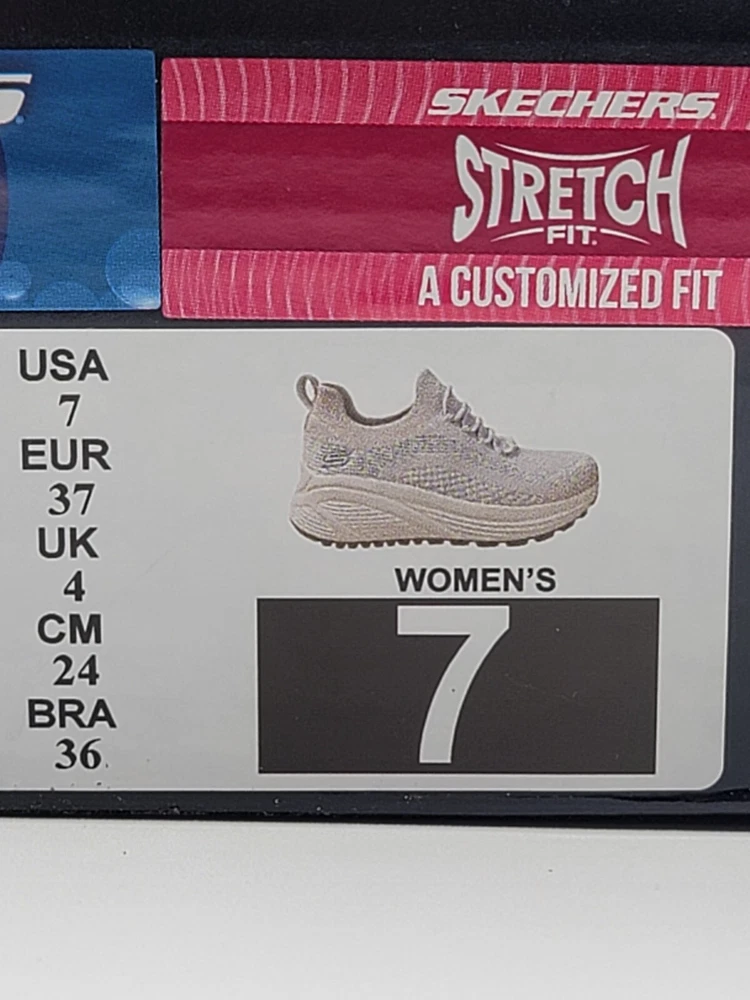 SKECHERS
STRETCH
FIT.
A CUSTOMIZED FIT
USA
7
EUR
37
UK
4
CM
24
BRA
36
WOMEN'S
7